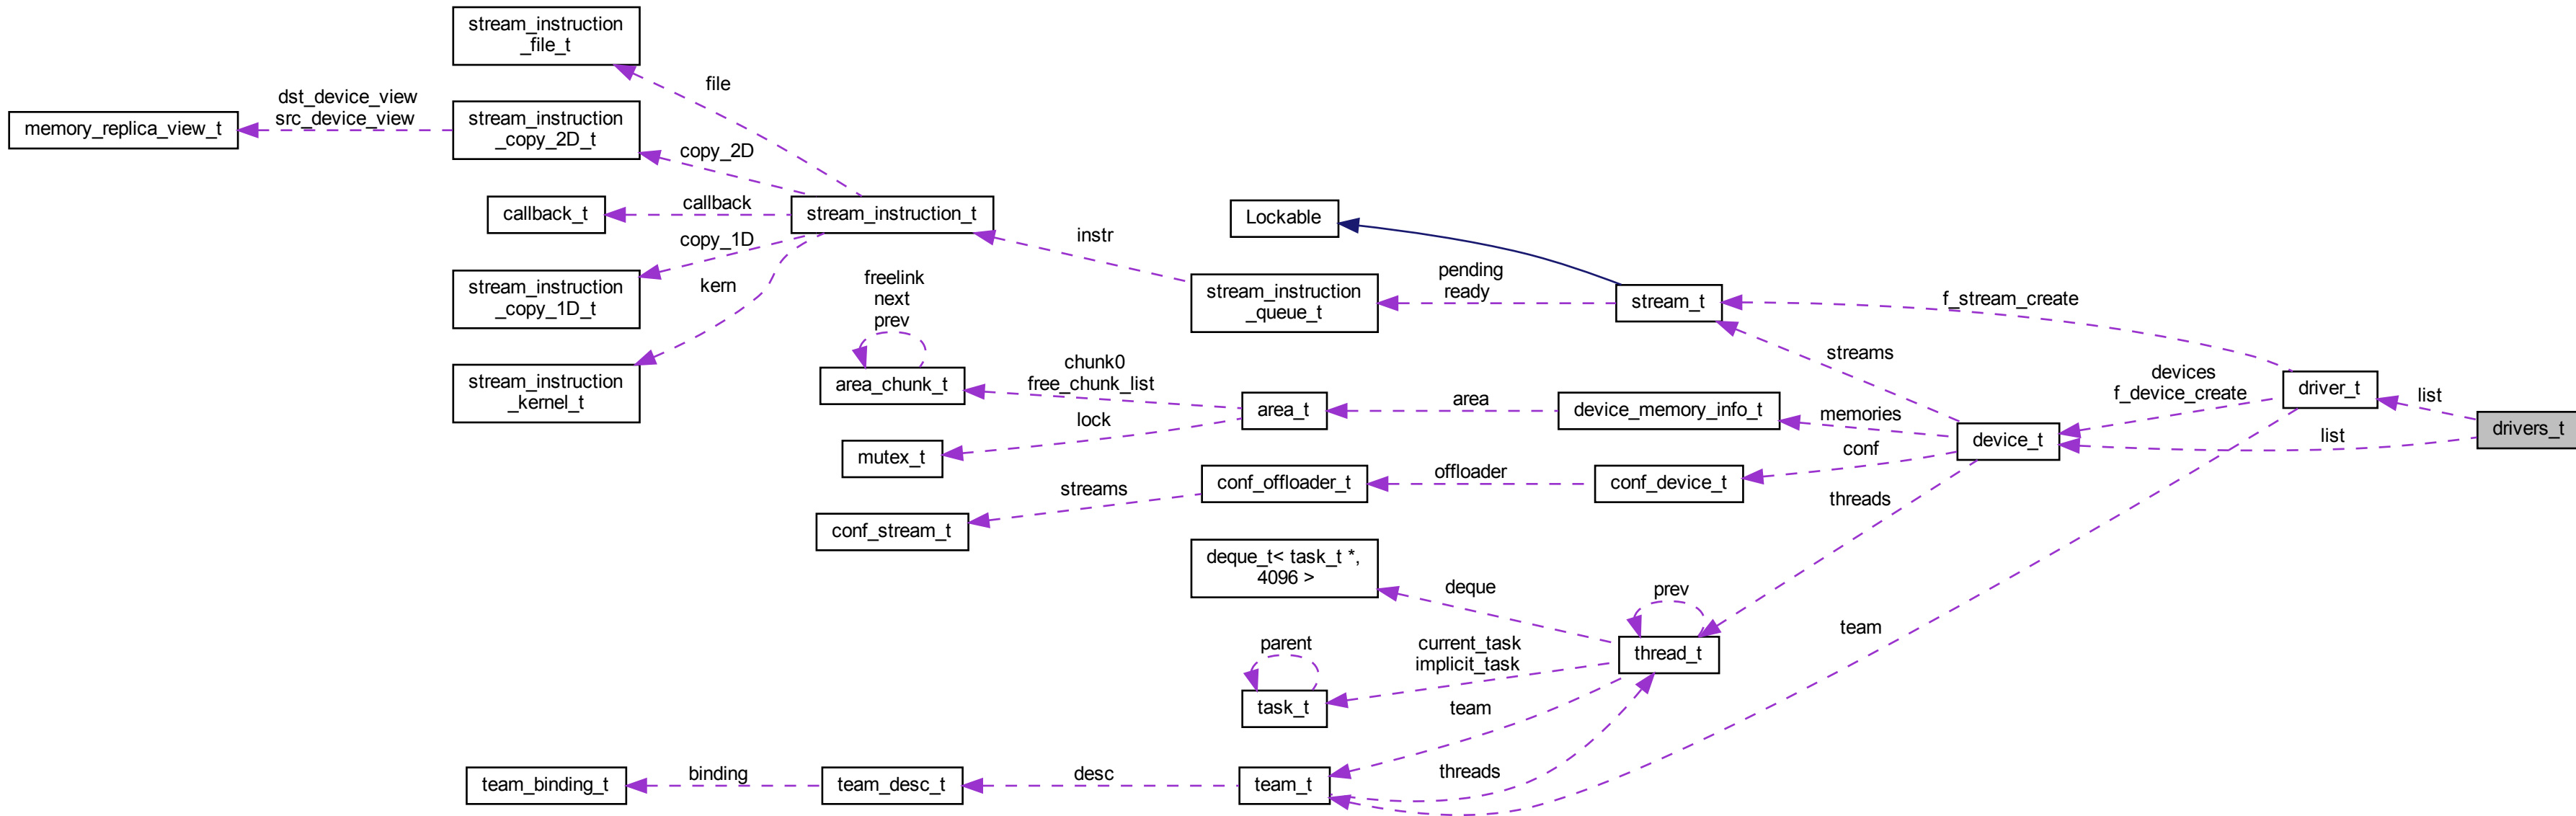 stream_instruction
_file_t
file
dst_device_view
src_device_view
memory_replica_view_t
stream_instruction
_copy_2D_t
copy_2D
callback_t
callback
stream_instruction_t
copy_1D
stream_instruction
_copy_1D_t
kern
stream_instruction
_kernel_t
instr
Lockable
stream_instruction
_queue_t
pending
ready
stream_t
f_stream_create
streams
freelink
next
prev
area_chunk_t
chunk0
free_chunk_list
lock
mutex_t
area_t
area
device_memory_info_t
memories
devices
f_device_create
driver_t
list
drivers_t
list
device_t
conf
conf_stream_t
streams
conf_offloader_t
offloader
conf_device_t
threads
deque_t< task_t *,
4096 >
deque
prev
thread_t
team
parent
task_t
current_task
implicit_task
team
threads
team_binding_t
binding
team_desc_t
desc
team_t